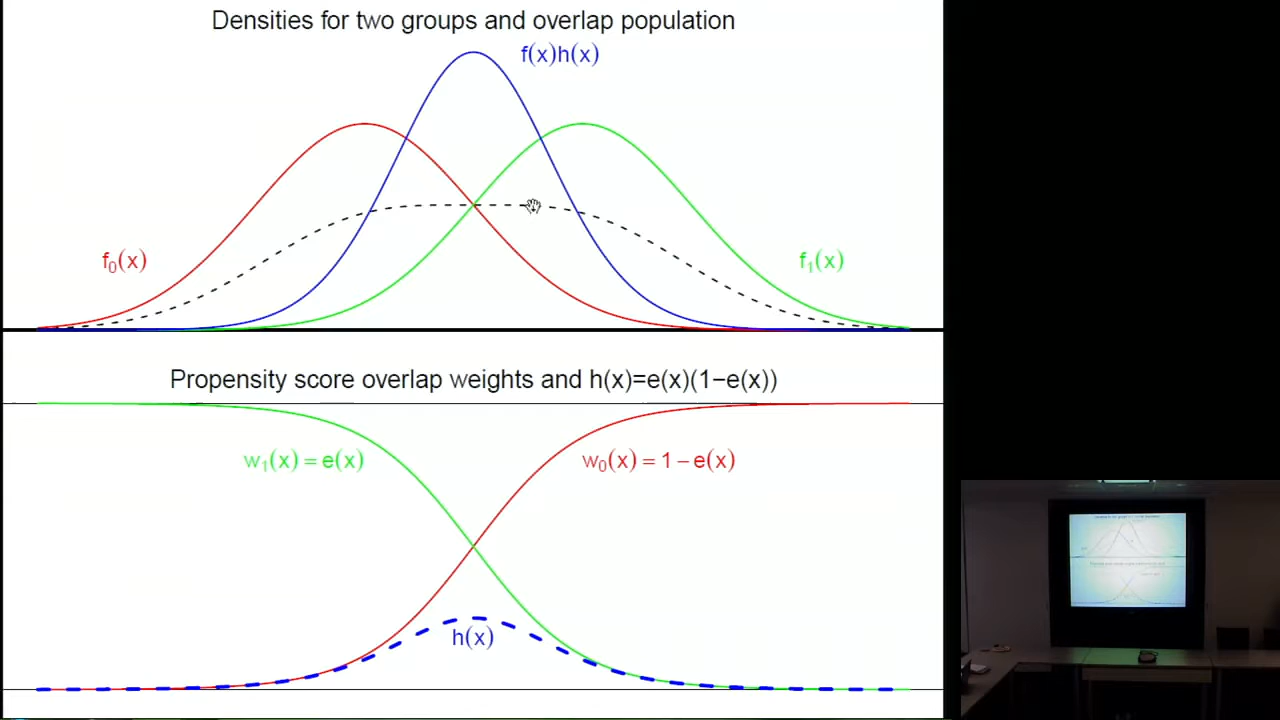 Densities for two groups and overlap population
f(x)h(x)
f₀(x)
f₁(x)
Propensity score overlap weights and h(x)=e(x)(1−e(x))
w₁(x) = e(x)
w₀(x) = 1 − e(x)
h(x)